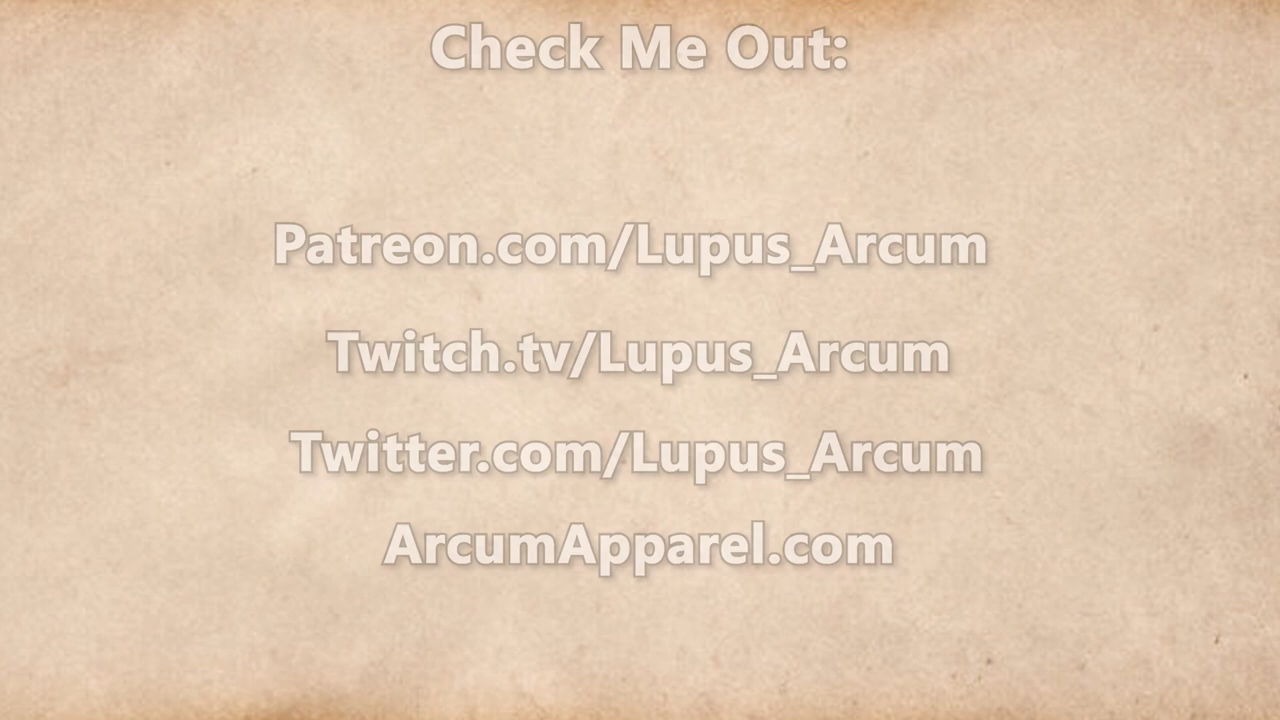 Check Me Out:
Patreon.com/Lupus_Arcum
Twitch.tv/Lupus_Arcum
Twitter.com/Lupus_Arcum
ArcumApparel.com